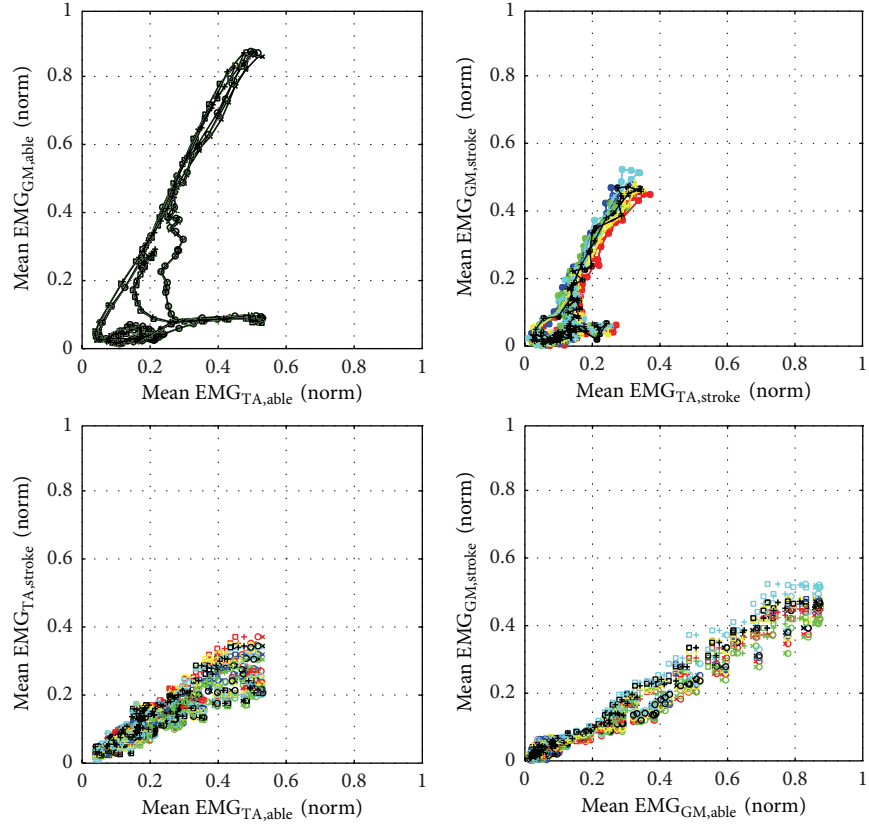 1
0.8
0.6
0.4
0.2
0
0 0.2 0.4 0.6 0.8 1
Mean EMG_GM,able (norm)
Mean EMG_TA,able (norm)
1
0.8
0.6
0.4
0.2
0
0 0.2 0.4 0.6 0.8 1
Mean EMG_GM,stroke (norm)
Mean EMG_TA,stroke (norm)
1
0.8
0.6
0.4
0.2
0
0 0.2 0.4 0.6 0.8 1
Mean EMG_TA,stroke (norm)
Mean EMG_TA,able (norm)
1
0.8
0.6
0.4
0.2
0
0 0.2 0.4 0.6 0.8 1
Mean EMG_GM,stroke (norm)
Mean EMG_GM,able (norm)